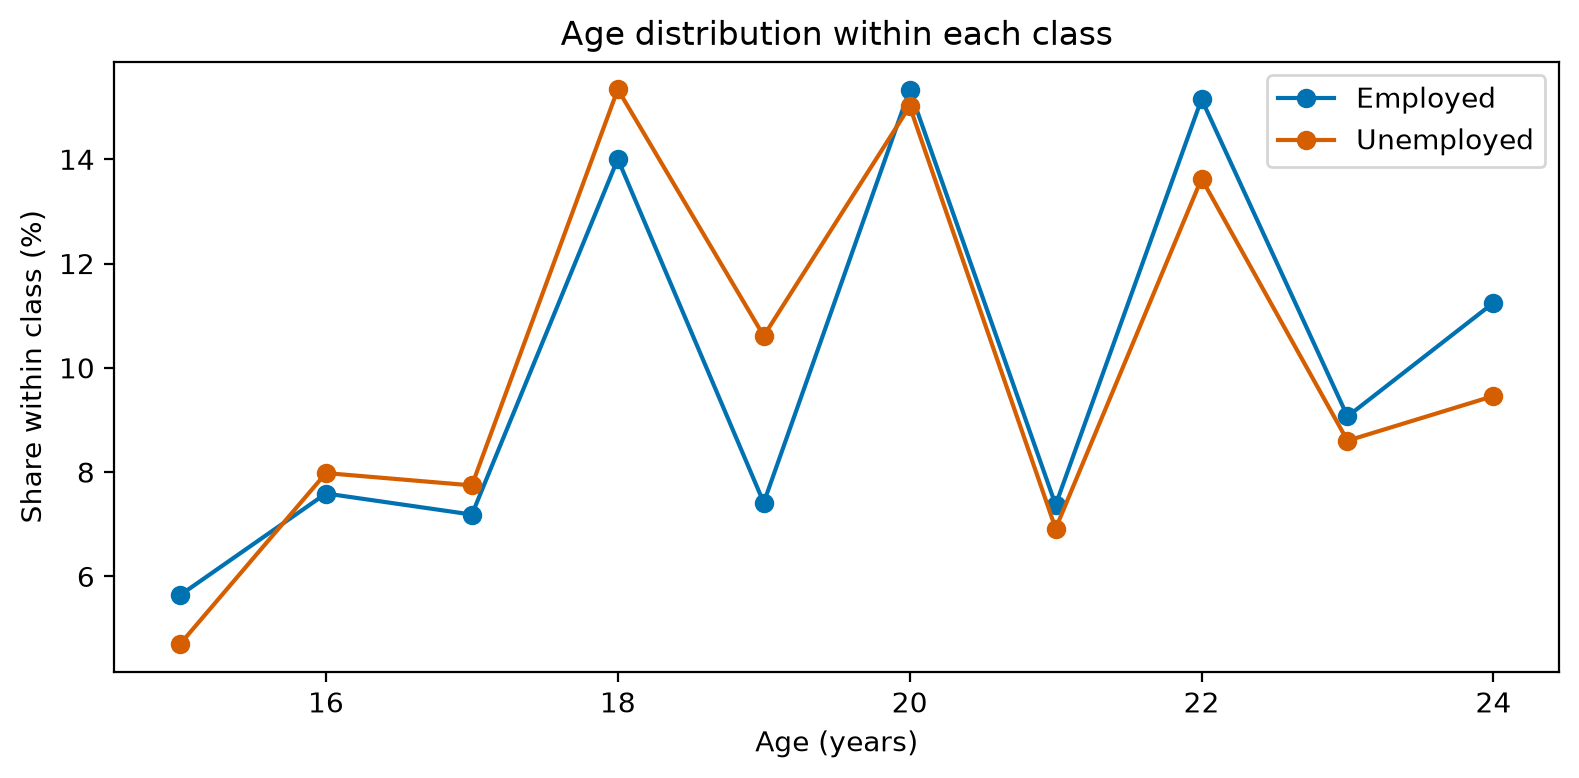 Age distribution within each class
Employed
Unemployed
Share within class (%)
14
12
10
8
6
16
18
20
22
24
Age (years)